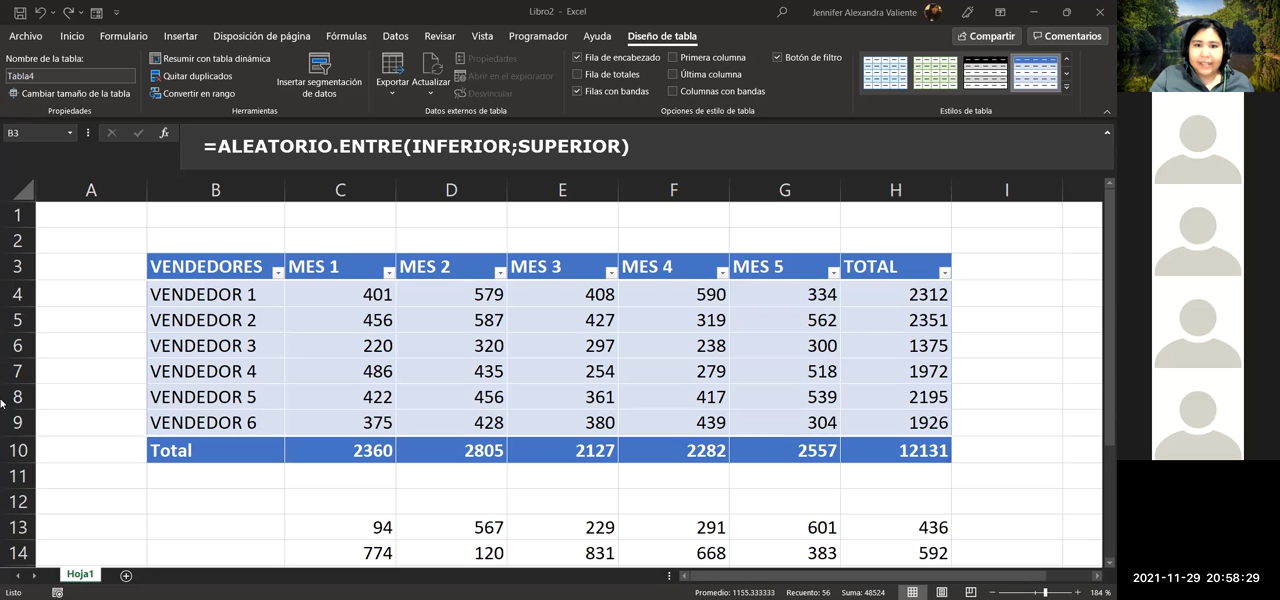 Libro2 - Excel
Jennifer Alexandra Valiente
Archivo Inicio Formulario Insertar Disposición de página Fórmulas Datos Revisar Vista Programador Ayuda Diseño de tabla Compartir Comentarios
Nombre de la tabla:
Tabla4
Cambiar tamaño de la tabla
Propiedades
Resumir con tabla dinámica
Quitar duplicados
Convertir en rango
Insertar segmentación
de datos
Herramientas
Exportar Actualizar
Propiedades
Abrir en el explorador
Desvincular
Datos externos de tabla
Fila de encabezado Primera columna Botón de filtro
Fila de totales Última columna
Filas con bandas Columnas con bandas
Opciones de estilo de tabla
Estilos de tabla
B3 fx =ALEATORIO.ENTRE(INFERIOR;SUPERIOR)
A B C D E F G H I
1
2
3 VENDEDORES MES 1 MES 2 MES 3 MES 4 MES 5 TOTAL
4 VENDEDOR 1 401 579 408 590 334 2312
5 VENDEDOR 2 456 587 427 319 562 2351
6 VENDEDOR 3 220 320 297 238 300 1375
7 VENDEDOR 4 486 435 254 279 518 1972
8 VENDEDOR 5 422 456 361 417 539 2195
9 VENDEDOR 6 375 428 380 439 304 1926
10 Total 2360 2805 2127 2282 2557 12131
11
12
13 94 567 229 291 601 436
14 774 120 831 668 383 592
Hoja1
Listo Promedio: 1155.333333 Recuento: 56 Suma: 48524 184 %
2021-11-29 20:58:29